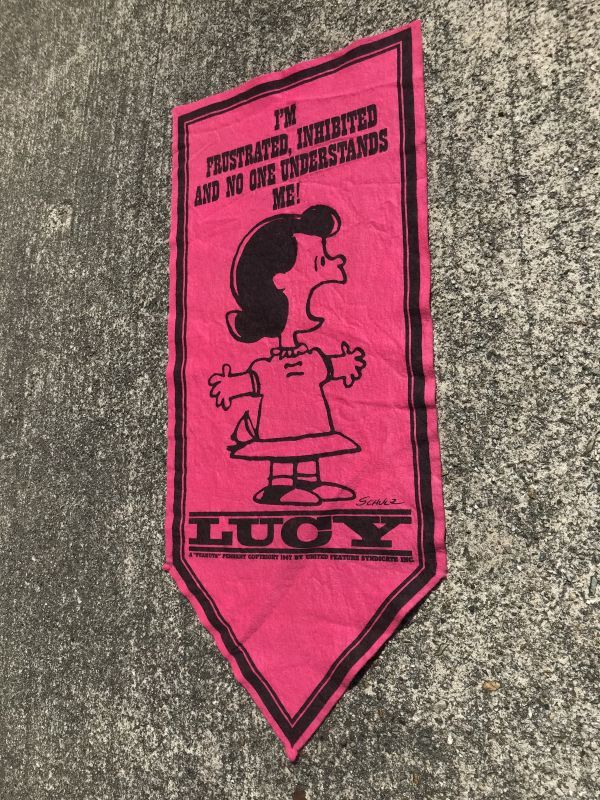 I'M
FRUSTRATED, INHIBITED
AND NO ONE UNDERSTANDS
ME!
SCHULZ
LUCY
A "PEANUTS" PENNANT COPYRIGHT 1967 BY UNITED FEATURE SYNDICATE INC.